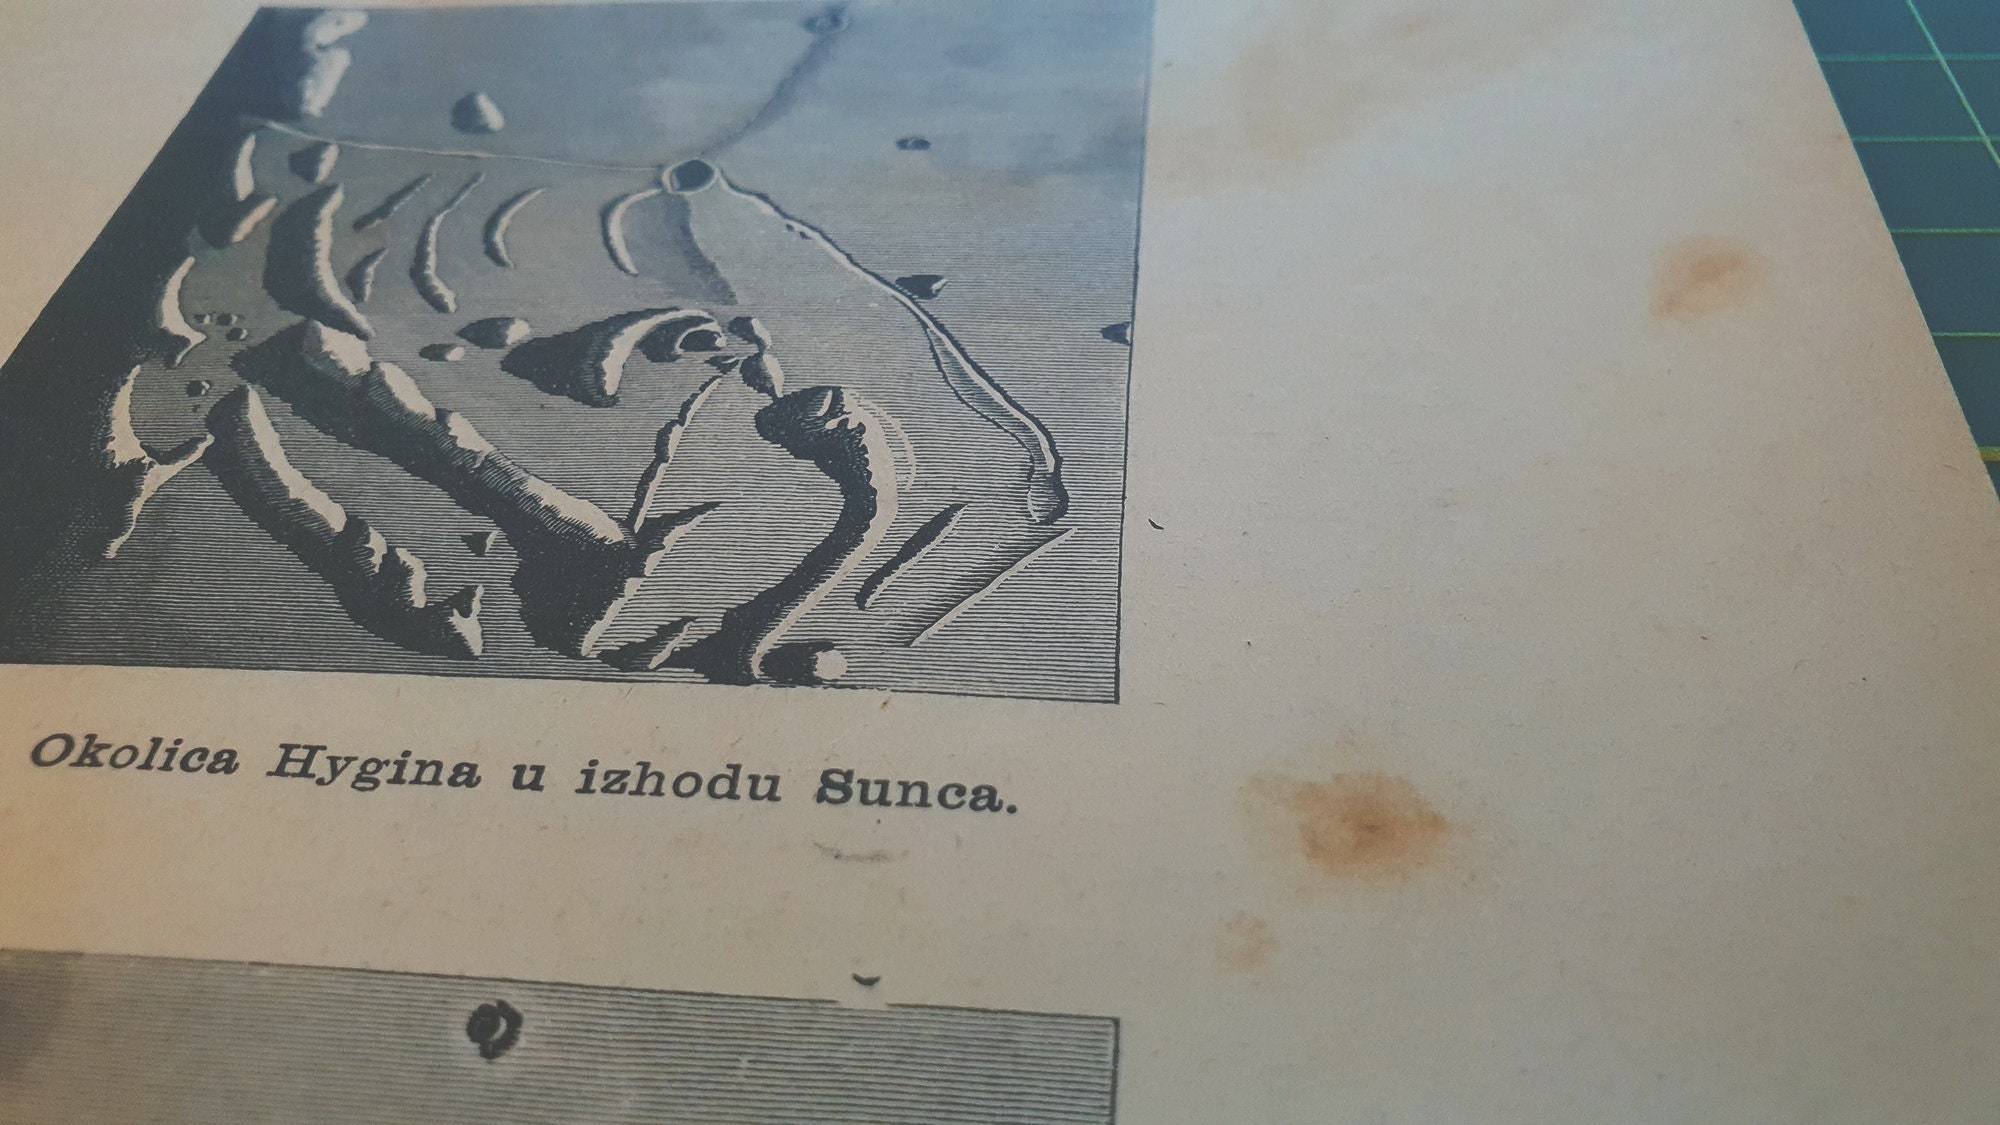 Okolica Hygina u izhodu Sunca.